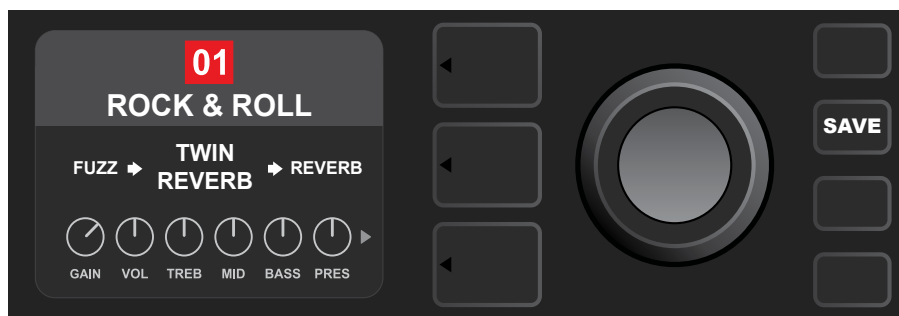 01
ROCK & ROLL
FUZZ TWIN REVERB REVERB
GAIN VOL TREB MID BASS PRES
SAVE